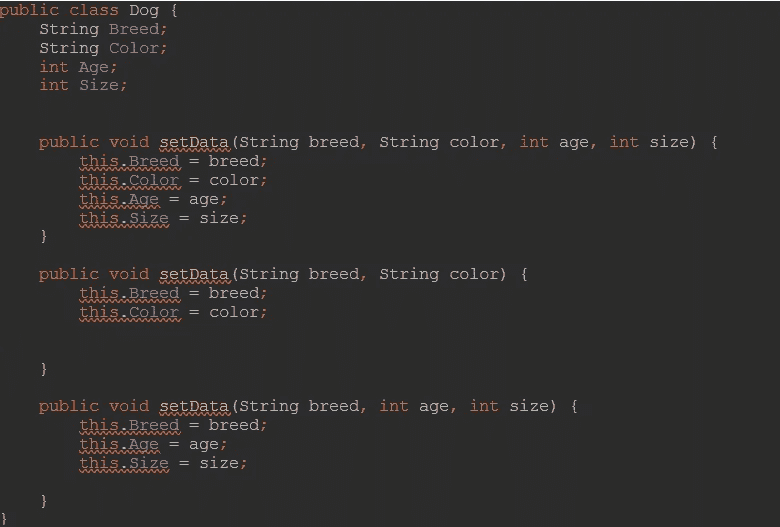 public class Dog {
    String Breed;
    String Color;
    int Age;
    int Size;
    public void setData(String breed, String color, int age, int size) {
        this.Breed = breed;
        this.Color = color;
        this.Age = age;
        this.Size = size;
    }
    public void setData(String breed, String color) {
        this.Breed = breed;
        this.Color = color;
    }
    public void setData(String breed, int age, int size) {
        this.Breed = breed;
        this.Age = age;
        this.Size = size;
    }
}